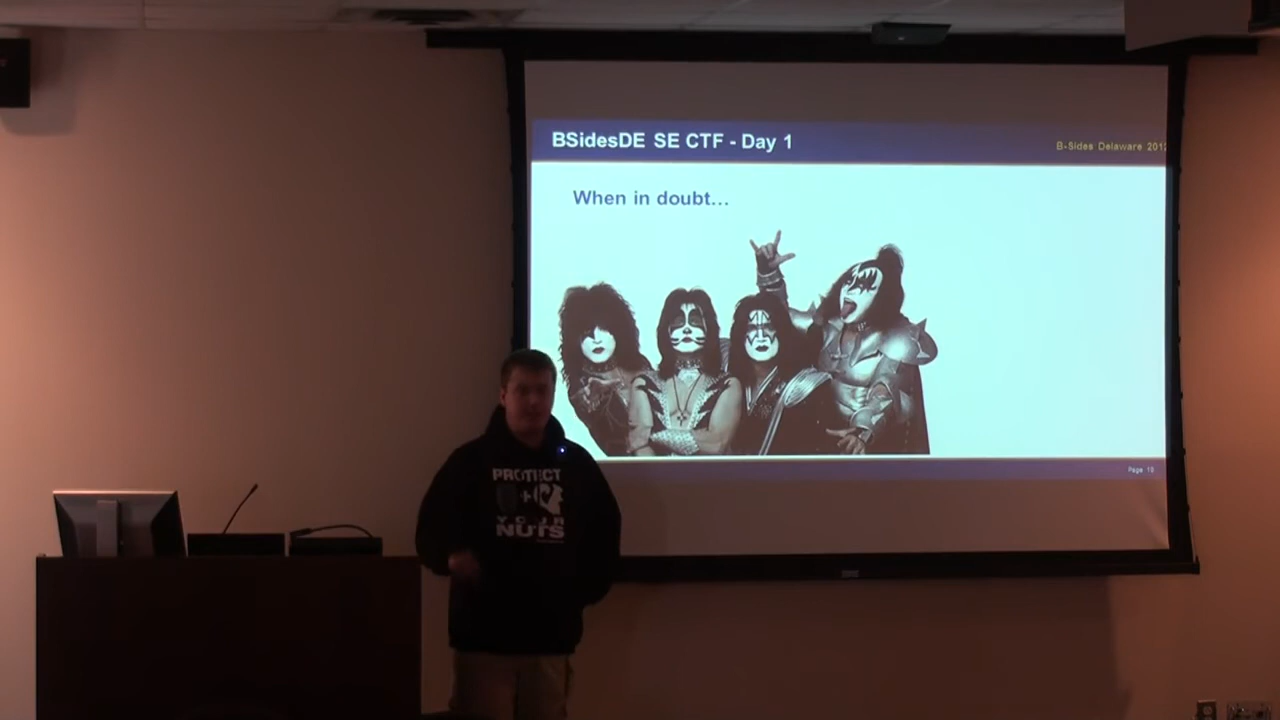 BSidesDE SE CTF - Day 1
B-Sides Delaware 2012
When in doubt...
PROTECT
+
YOUR
NUTS